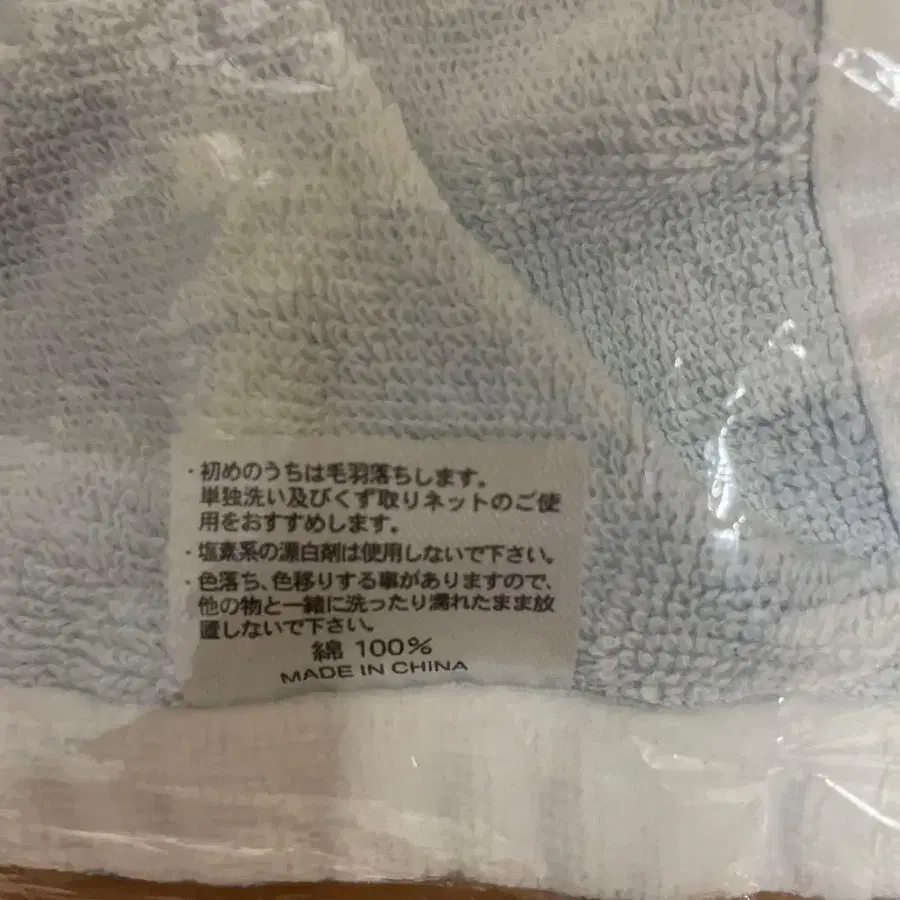 ・初めのうちは毛羽落ちします。
単独洗い及びくず取りネットのご使
用をおすすめします。
・塩素系の漂白剤は使用しないで下さい。
・色落ち、色移りする事がありますので、
他の物と一緒に洗ったり濡れたまま放
置しないで下さい。
綿 100%
MADE IN CHINA